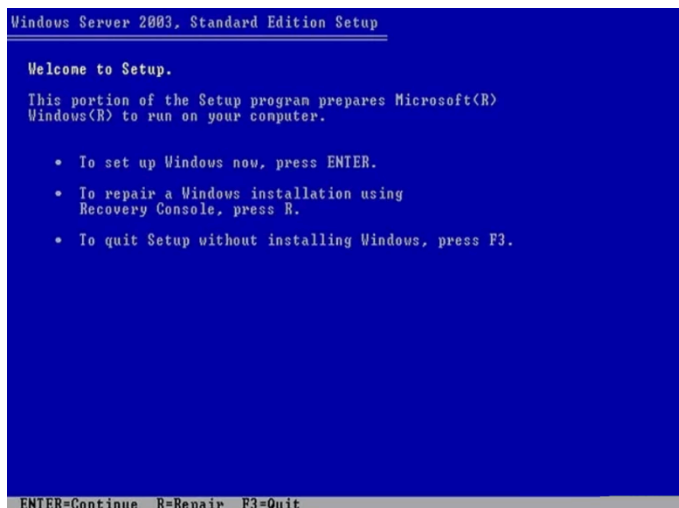 Windows Server 2003, Standard Edition Setup
Welcome to Setup.
This portion of the Setup program prepares Microsoft(R)
Windows(R) to run on your computer.
• To set up Windows now, press ENTER.
• To repair a Windows installation using
Recovery Console, press R.
• To quit Setup without installing Windows, press F3.
ENTER=Continue R=Repair F3=Quit